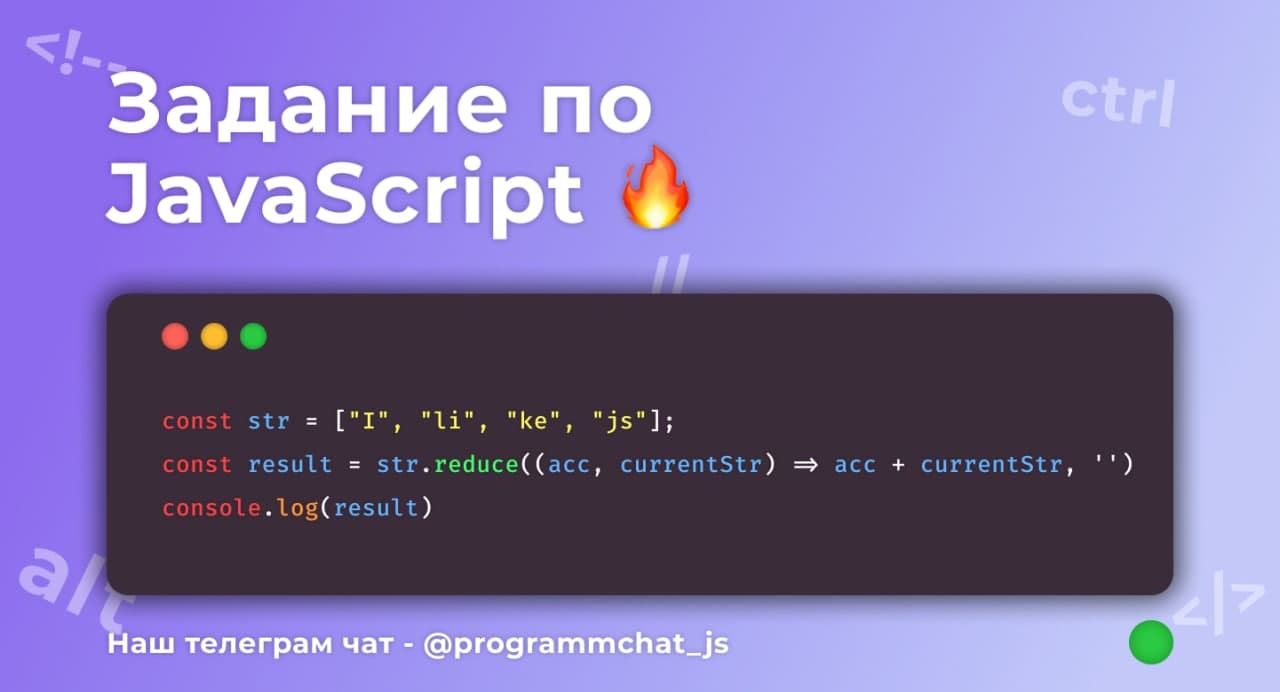 <!--
Задание по
ctrl
JavaScript 🔥
//
const str = ["I", "li", "ke", "js"];
const result = str.reduce((acc, currentStr) => acc + currentStr, '')
console.log(result)
alt
<|>
Наш телеграм чат - @programmchat_js